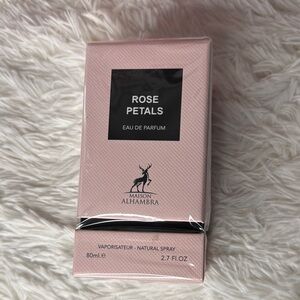 ROSE
PETALS
EAU DE PARFUM
MAISON
ALHAMBRA
VAPORISATEUR - NATURAL SPRAY
80ml.℮ 2.7 FL.OZ